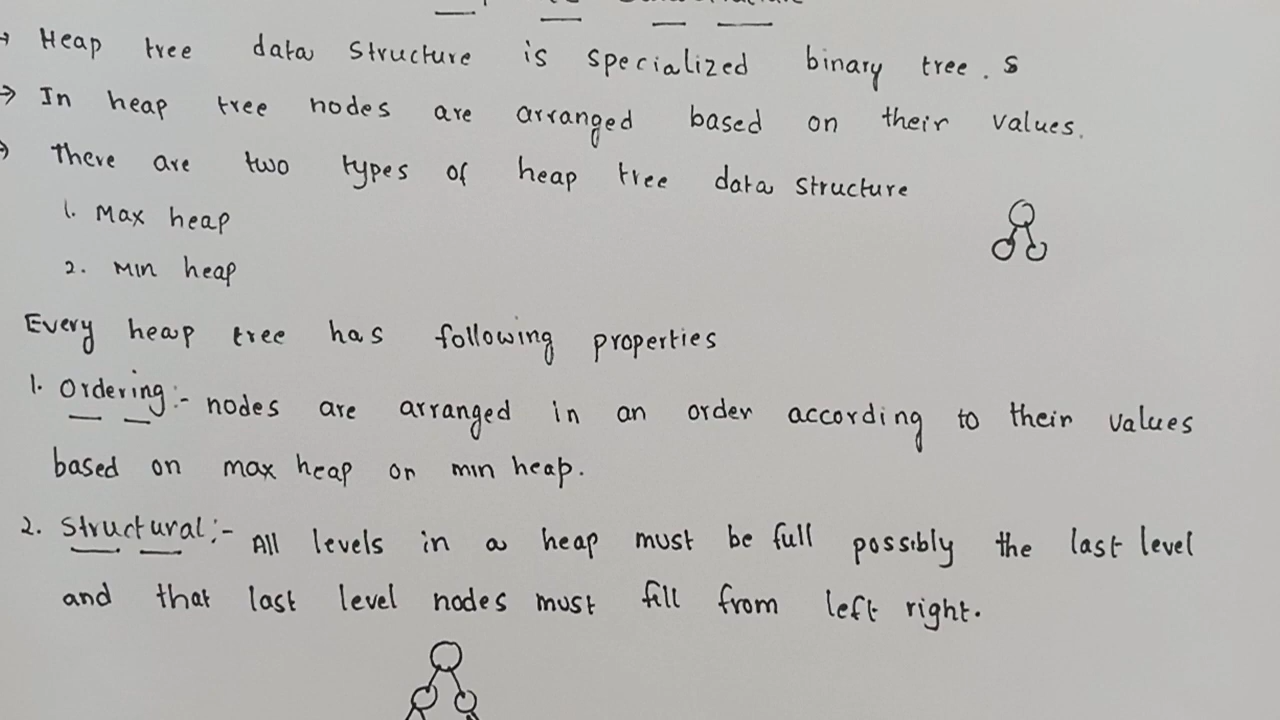 → Heap tree data structure is specialized binary tree. s
→ In heap tree nodes are arranged based on their values.
→ There are two types of heap tree data structure
1. Max heap
2. Min heap
Every heap tree has following properties
1. Ordering:- nodes are arranged in an order according to their values
based on max heap or min heap.
2. Structural:- All levels in a heap must be full possibly the last level
and that last level nodes must fill from left right.